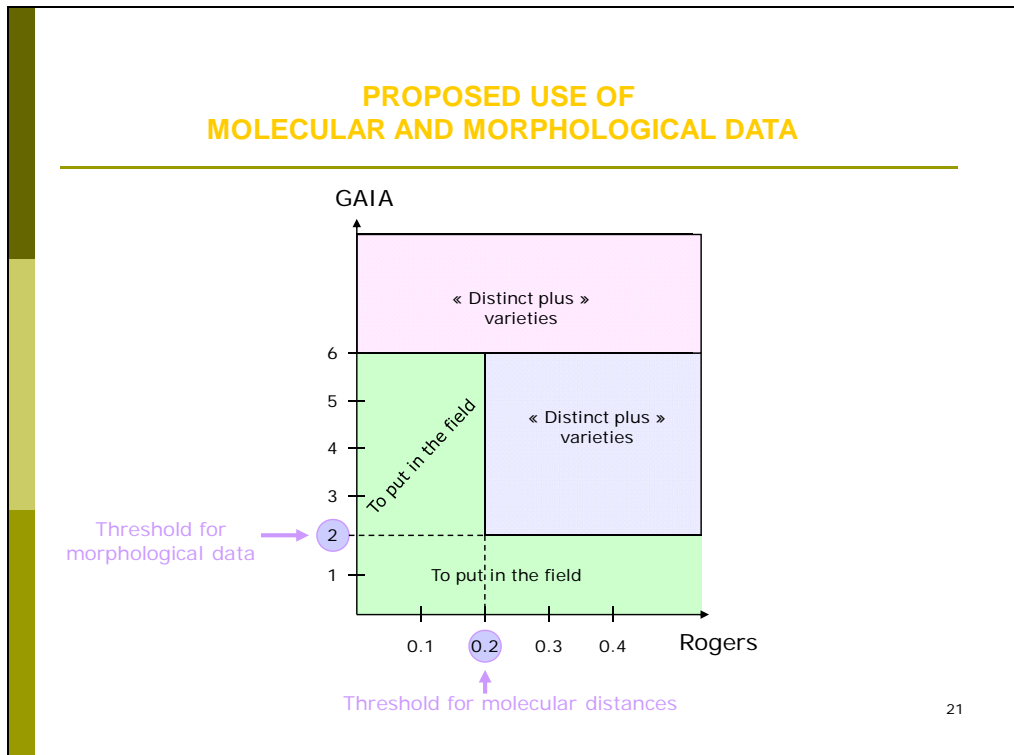 PROPOSED USE OF
MOLECULAR AND MORPHOLOGICAL DATA
GAIA
« Distinct plus »
varieties
6
5
4
3
2
1
« Distinct plus »
varieties
To put in the field
Threshold for
morphological data
To put in the field
0.1
0.2
0.3
0.4
Rogers
Threshold for molecular distances
21